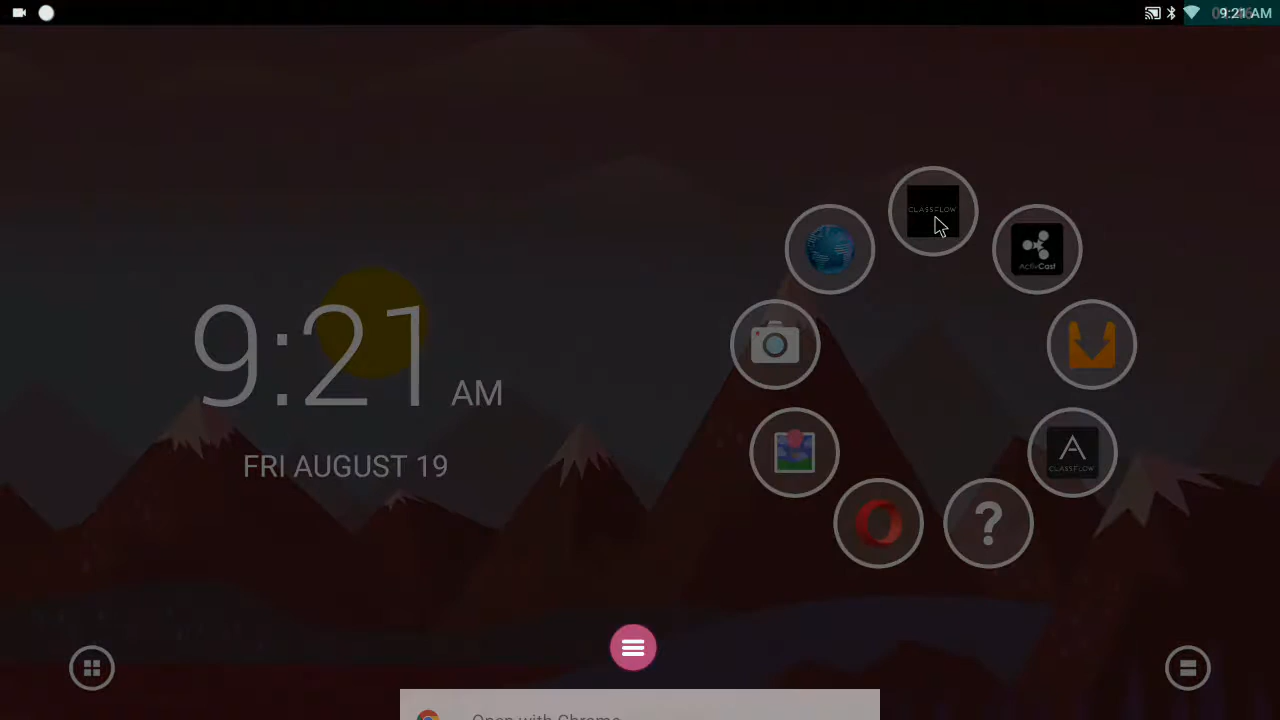 9:21 AM
CLASSFLOW
ActivCast
9:21 AM
A
CLASSFLOW
FRI AUGUST 19
?
Open with Chrome